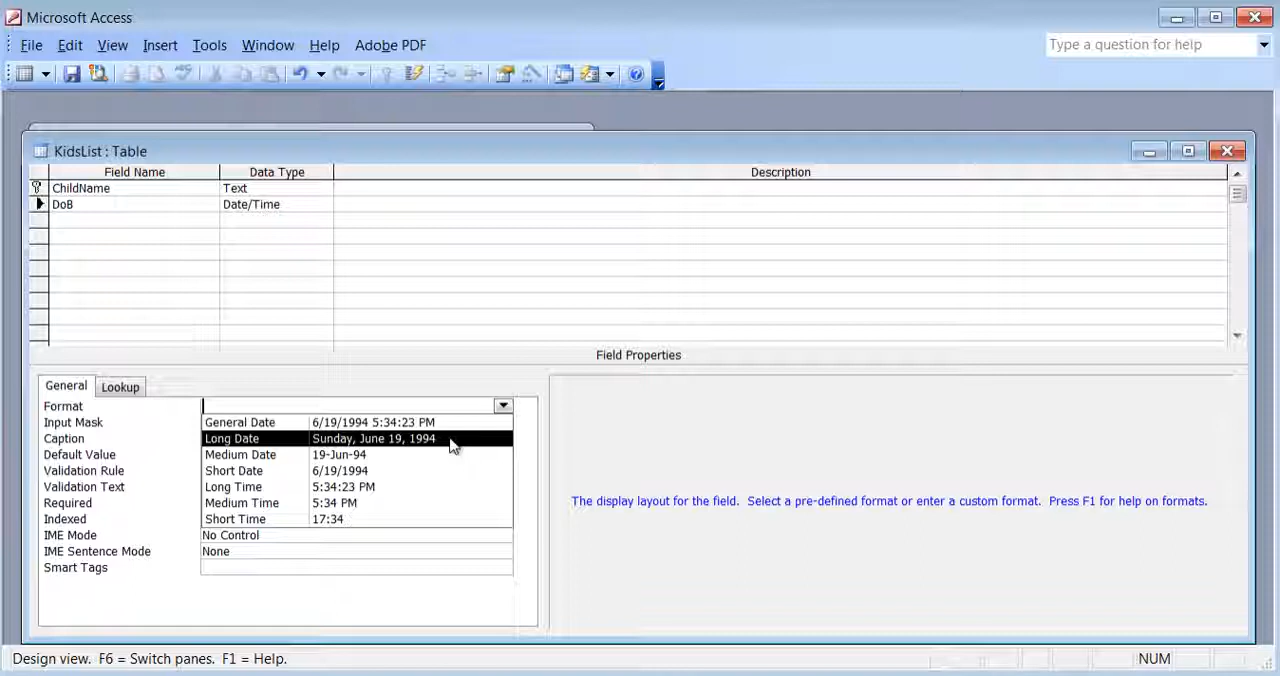 Microsoft Access
File Edit View Insert Tools Window Help Adobe PDF
Type a question for help
KidsList : Table
Field Name Data Type Description
ChildName Text
DoB Date/Time
Field Properties
General Lookup
Format
Input Mask General Date 6/19/1994 5:34:23 PM
Caption Long Date Sunday, June 19, 1994
Default Value Medium Date 19-Jun-94
Validation Rule Short Date 6/19/1994
Validation Text Long Time 5:34:23 PM
Required Medium Time 5:34 PM
Indexed Short Time 17:34
IME Mode No Control
IME Sentence Mode None
Smart Tags
The display layout for the field. Select a pre-defined format or enter a custom format. Press F1 for help on formats.
Design view. F6 = Switch panes. F1 = Help. NUM